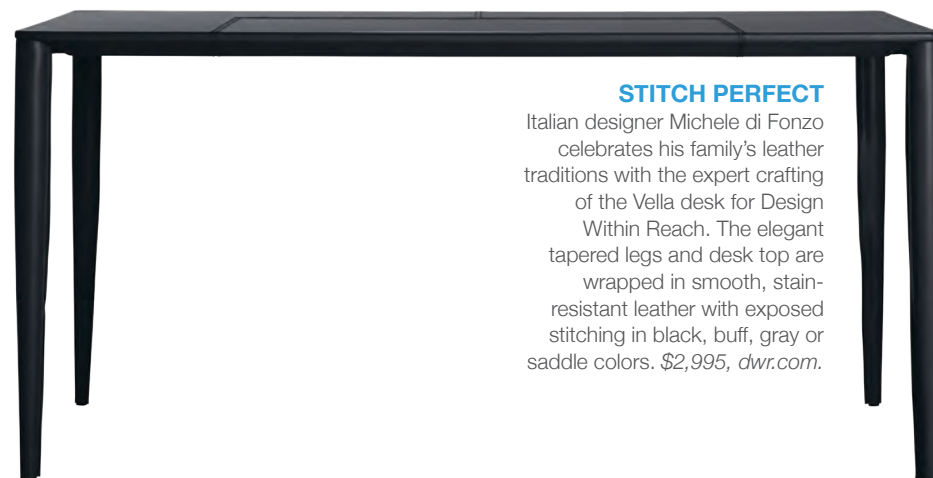 STITCH PERFECT
Italian designer Michele di Fonzo
celebrates his family’s leather
traditions with the expert crafting
of the Vella desk for Design
Within Reach. The elegant
tapered legs and desk top are
wrapped in smooth, stain-
resistant leather with exposed
stitching in black, buff, gray or
saddle colors. $2,995, dwr.com.